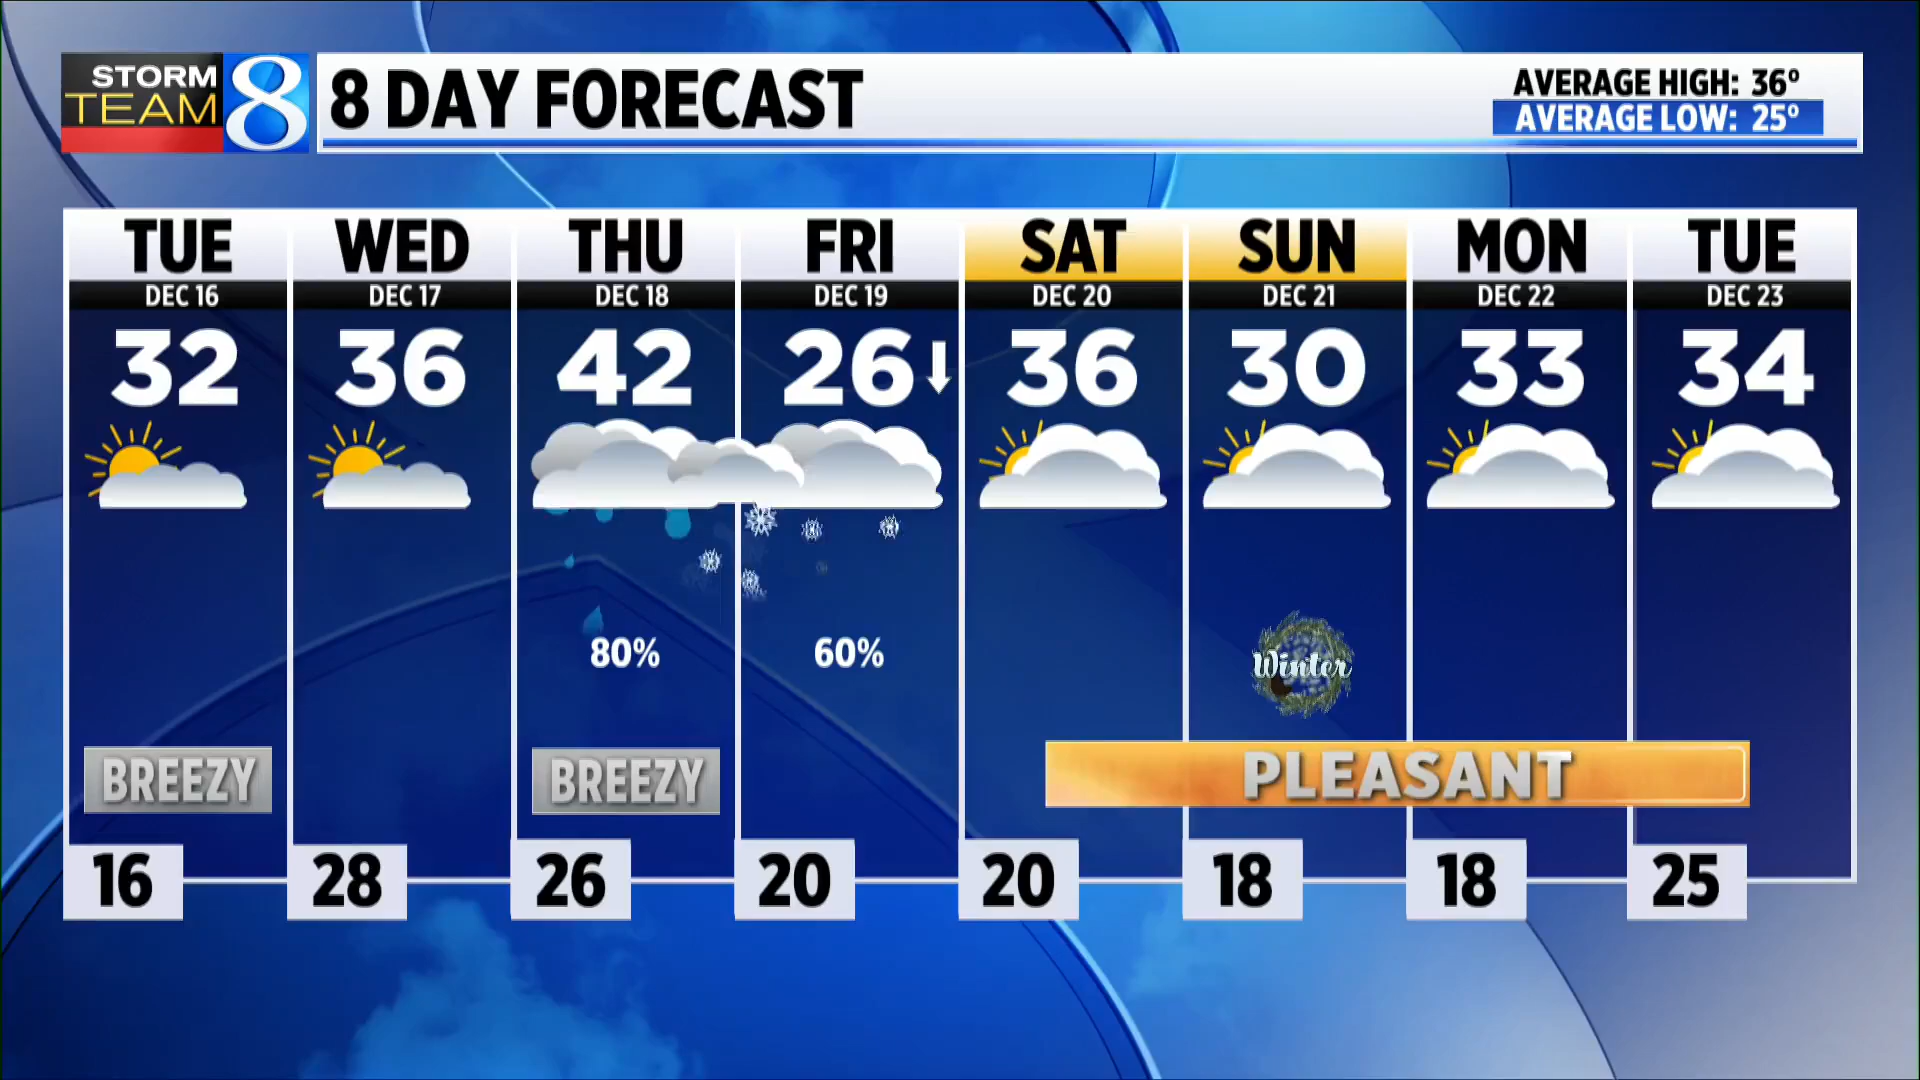 STORM
TEAM 8
8 DAY FORECAST
AVERAGE HIGH: 36º
AVERAGE LOW: 25º
TUE WED THU FRI SAT SUN MON TUE
DEC 16 DEC 17 DEC 18 DEC 19 DEC 20 DEC 21 DEC 22 DEC 23
32 36 42 26 36 30 33 34
80% 60%
Winter
BREEZY BREEZY PLEASANT
16 28 26 20 20 18 18 25